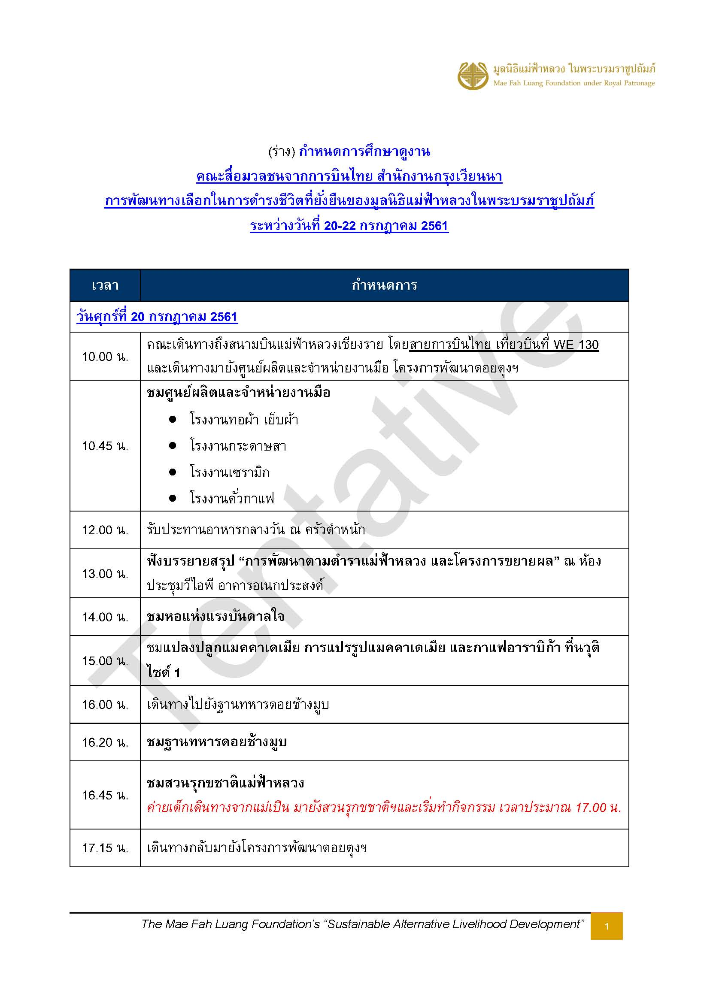 มูลนิธิแม่ฟ้าหลวง ในพระบรมราชูปถัมภ์
Mae Fah Luang Foundation under Royal Patronage
(ร่าง) กำหนดการศึกษาดูงาน
คณะสื่อมวลชนจากการบินไทย สำนักงานกรุงเวียนนา
การพัฒนทางเลือกในการดำรงชีวิตที่ยั่งยืนของมูลนิธิแม่ฟ้าหลวงในพระบรมราชูปถัมภ์
ระหว่างวันที่ 20-22 กรกฎาคม 2561
เวลา กำหนดการ
วันศุกร์ที่ 20 กรกฎาคม 2561
10.00 น. คณะเดินทางถึงสนามบินแม่ฟ้าหลวงเชียงราย โดยสายการบินไทย เที่ยวบินที่ WE 130
และเดินทางมายังศูนย์ผลิตและจำหน่ายงานมือ โครงการพัฒนาดอยตุงฯ
10.45 น. ชมศูนย์ผลิตและจำหน่ายงานมือ
● โรงงานทอผ้า เย็บผ้า
● โรงงานกระดาษสา
● โรงงานเซรามิก
● โรงงานคั่วกาแฟ
12.00 น. รับประทานอาหารกลางวัน ณ ครัวตำหนัก
13.00 น. ฟังบรรยายสรุป “การพัฒนาตามตำราแม่ฟ้าหลวง และโครงการขยายผล” ณ ห้อง
ประชุมวีไอพี อาคารอเนกประสงค์
14.00 น. ชมหอแห่งแรงบันดาลใจ
15.00 น. ชมแปลงปลูกแมคคาเดเมีย การแปรรูปแมคคาเดเมีย และกาแฟอาราบิก้า ที่นวุติ
ไซด์ 1
16.00 น. เดินทางไปยังฐานทหารดอยช้างมูบ
16.20 น. ชมฐานทหารดอยช้างมูบ
16.45 น. ชมสวนรุกขชาติแม่ฟ้าหลวง
ค่ายเด็กเดินทางจากแม่เปิน มายังสวนรุกขชาติฯและเริ่มทำกิจกรรม เวลาประมาณ 17.00 น.
17.15 น. เดินทางกลับมายังโครงการพัฒนาดอยตุงฯ
Tentative
The Mae Fah Luang Foundation’s “Sustainable Alternative Livelihood Development” 1